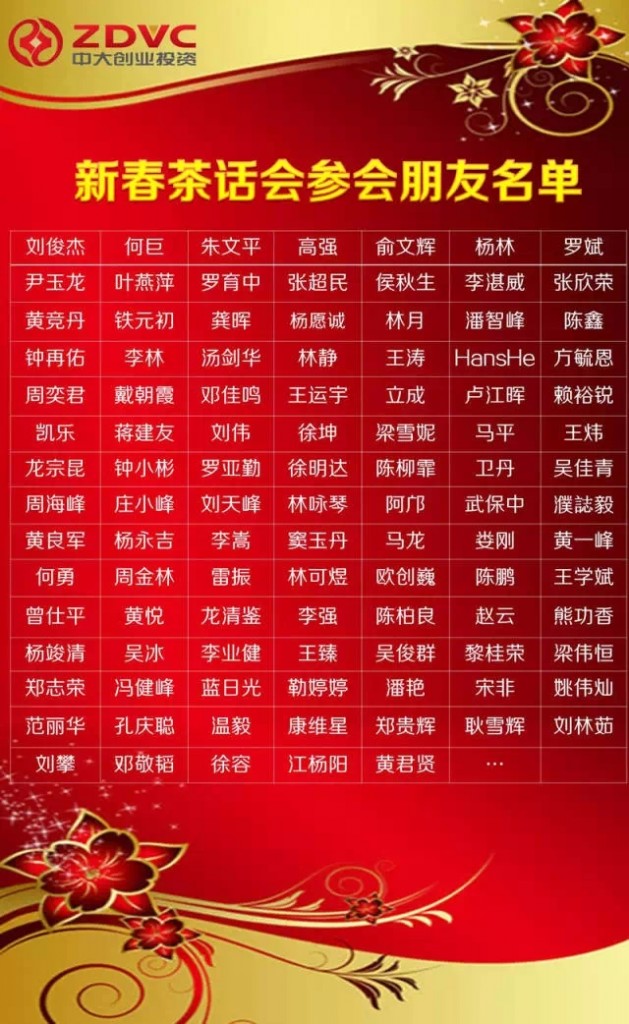 ZDVC
中大创业投资
新春茶话会参会朋友名单
刘俊杰 何巨 朱文平 高强 俞文辉 杨林 罗斌
尹玉龙 叶燕萍 罗育中 张超民 侯秋生 李湛威 张欣荣
黄竞丹 铁元初 龚晖 杨愿诚 林月 潘智峰 陈鑫
钟再佑 李林 汤剑华 林静 王涛 HansHe 方毓恩
周奕君 戴朝霞 邓佳鸣 王运宇 立成 卢江晖 赖裕锐
凯乐 蒋建友 刘伟 徐坤 梁雪妮 马平 王炜
龙宗昆 钟小彬 罗亚勤 徐明达 陈柳霏 卫丹 吴佳青
周海峰 庄小峰 刘天峰 林咏琴 阿邝 武保中 濮誌毅
黄良军 杨永吉 李嵩 窦玉丹 马龙 娄刚 黄一峰
何勇 周金林 雷振 林可煜 欧创巍 陈鹏 王学斌
曾仕平 黄悦 龙清鉴 李强 陈柏良 赵云 熊功香
杨竣清 吴冰 李业健 王臻 吴俊群 黎桂荣 梁伟恒
郑志荣 冯健峰 蓝日光 勒婷婷 潘艳 宋非 姚伟灿
范丽华 孔庆聪 温毅 康维星 郑贵辉 耿雪辉 刘林茹
刘攀 邓敬韬 徐容 江杨阳 黄君贤 …